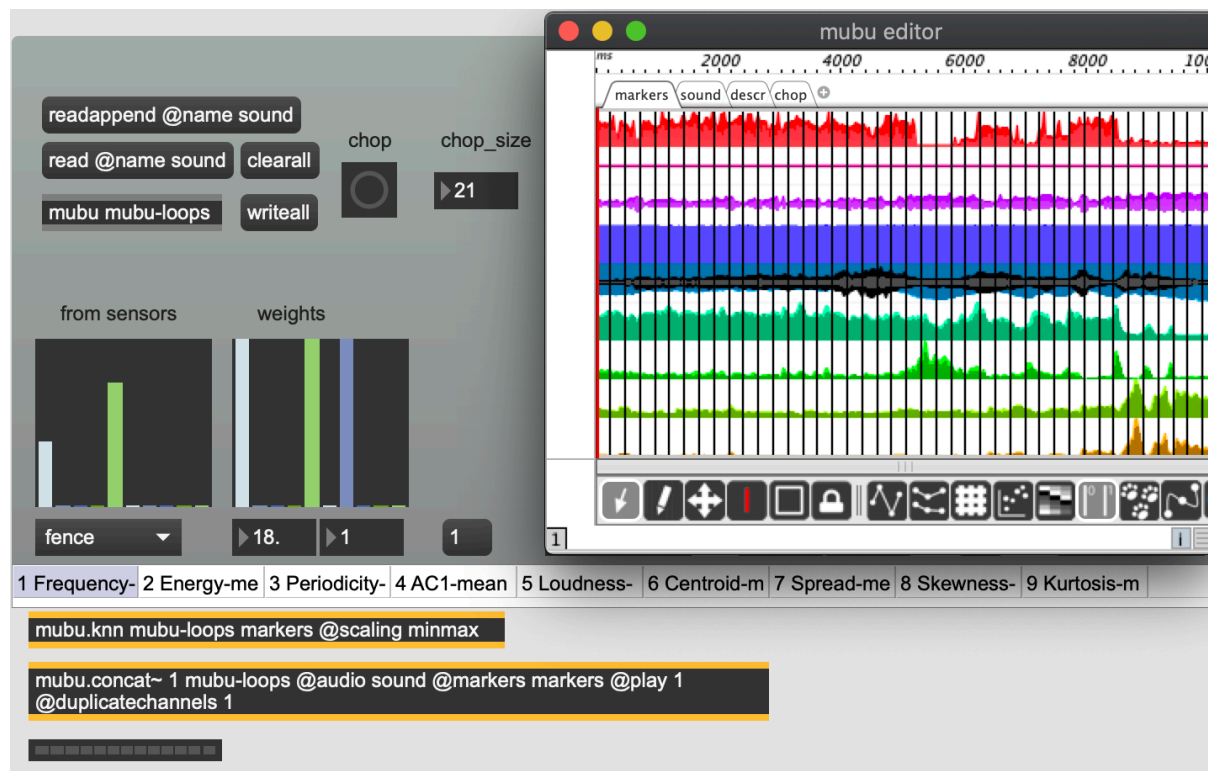 mubu editor
ms 2000 4000 6000 8000
markers sound descr chop
readappend @name sound
read @name sound clearall
mubu mubu-loops writeall
chop chop_size
21
from sensors weights
fence 18. 1 1
1
1 Frequency- 2 Energy-me 3 Periodicity- 4 AC1-mean 5 Loudness- 6 Centroid-m 7 Spread-me 8 Skewness- 9 Kurtosis-m
mubu.knn mubu-loops markers @scaling minmax
mubu.concat~ 1 mubu-loops @audio sound @markers markers @play 1
@duplicatechannels 1